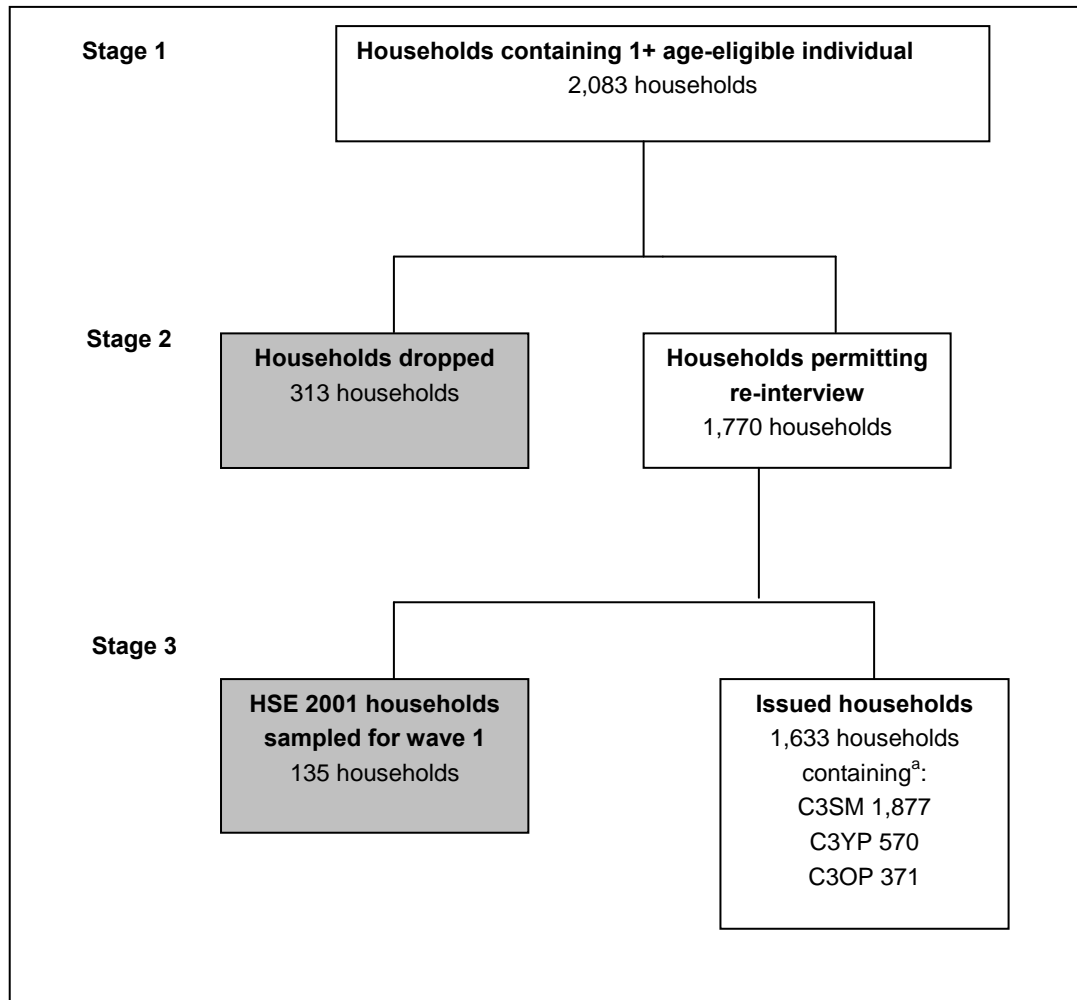 Stage 1
Households containing 1+ age-eligible individual
2,083 households
Stage 2
Households dropped
313 households
Households permitting
re-interview
1,770 households
Stage 3
HSE 2001 households
sampled for wave 1
135 households
Issued households
1,633 households
containingᵃ:
C3SM 1,877
C3YP 570
C3OP 371